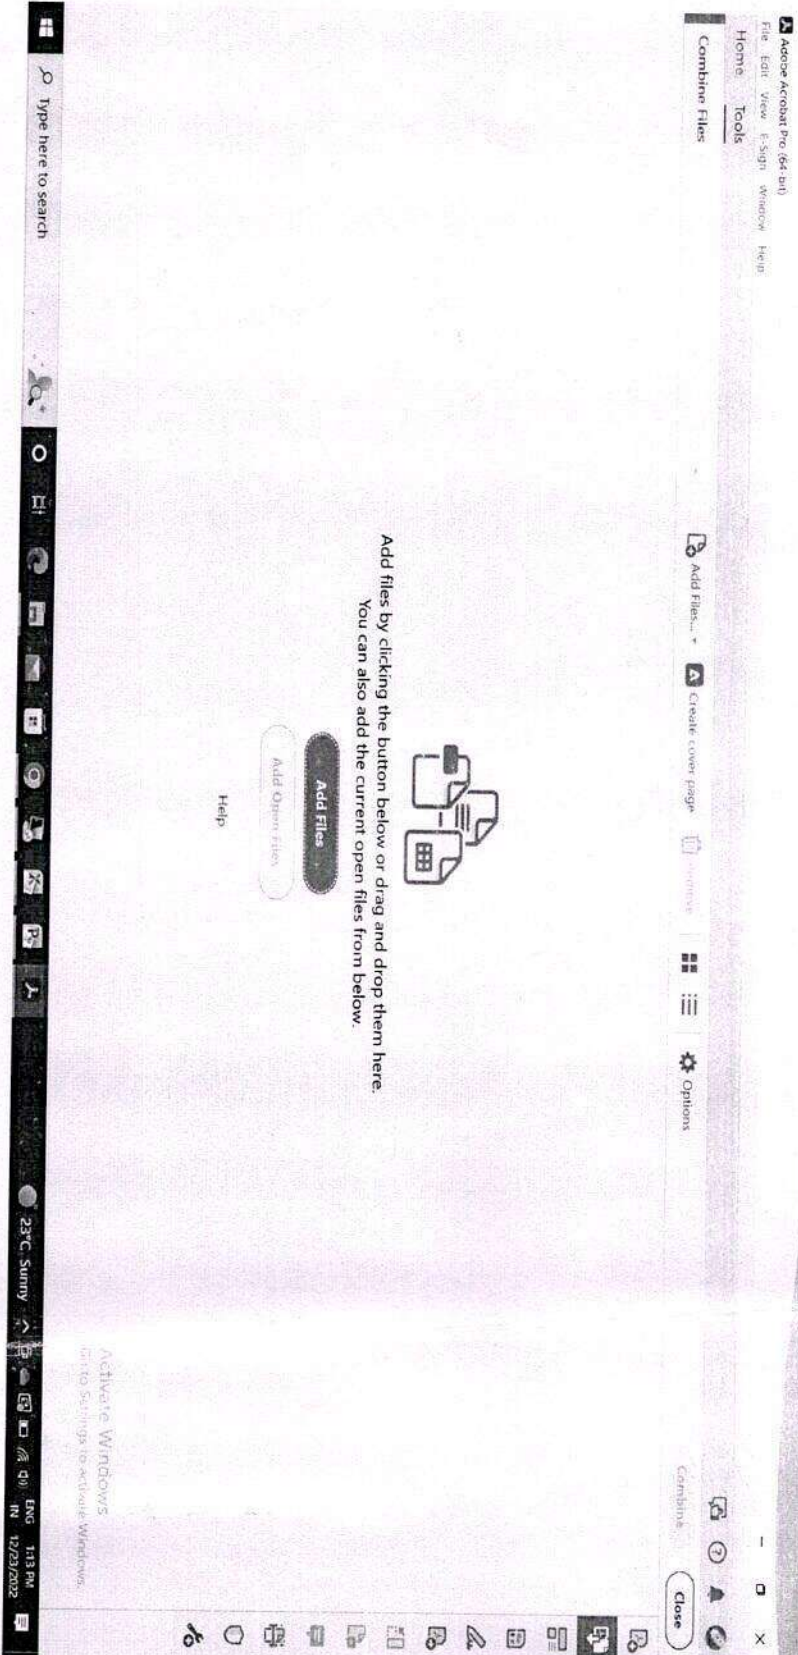 Adobe Acrobat Pro (64-bit)
File Edit View E-Sign Window Help
Home Tools
Combine Files
Add Files...
Create cover page
Remove
Options
Combine
Close
Add files by clicking the button below or drag and drop them here.
You can also add the current open files from below.
Add Files
Add Open Files
Help
Activate Windows
Go to Settings to activate Windows.
Type here to search
23°C Sunny
ENG
IN
1:13 PM
12/23/2022